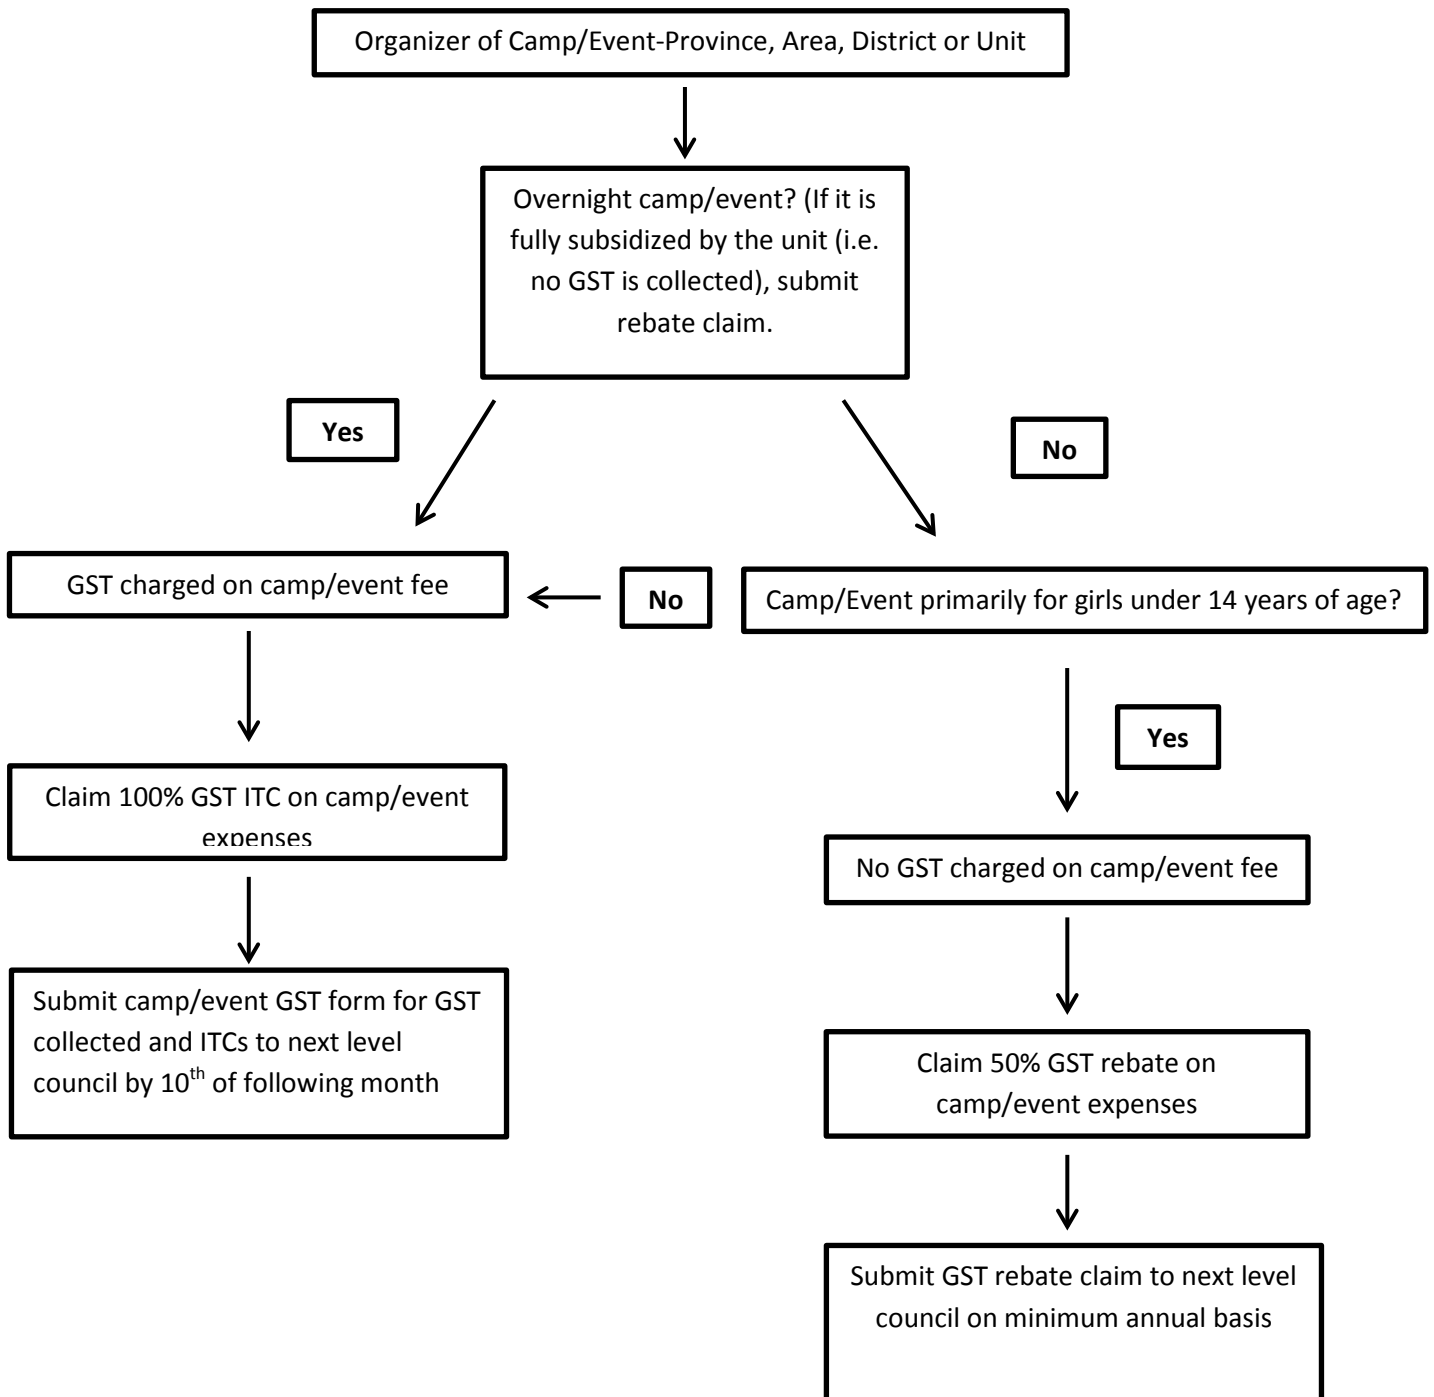 Organizer of Camp/Event-Province, Area, District or Unit
Overnight camp/event? (If it is
fully subsidized by the unit (i.e.
no GST is collected), submit
rebate claim.
Yes
No
GST charged on camp/event fee
No
Camp/Event primarily for girls under 14 years of age?
Yes
Claim 100% GST ITC on camp/event
expenses
No GST charged on camp/event fee
Submit camp/event GST form for GST
collected and ITCs to next level
council by 10th of following month
Claim 50% GST rebate on
camp/event expenses
Submit GST rebate claim to next level
council on minimum annual basis